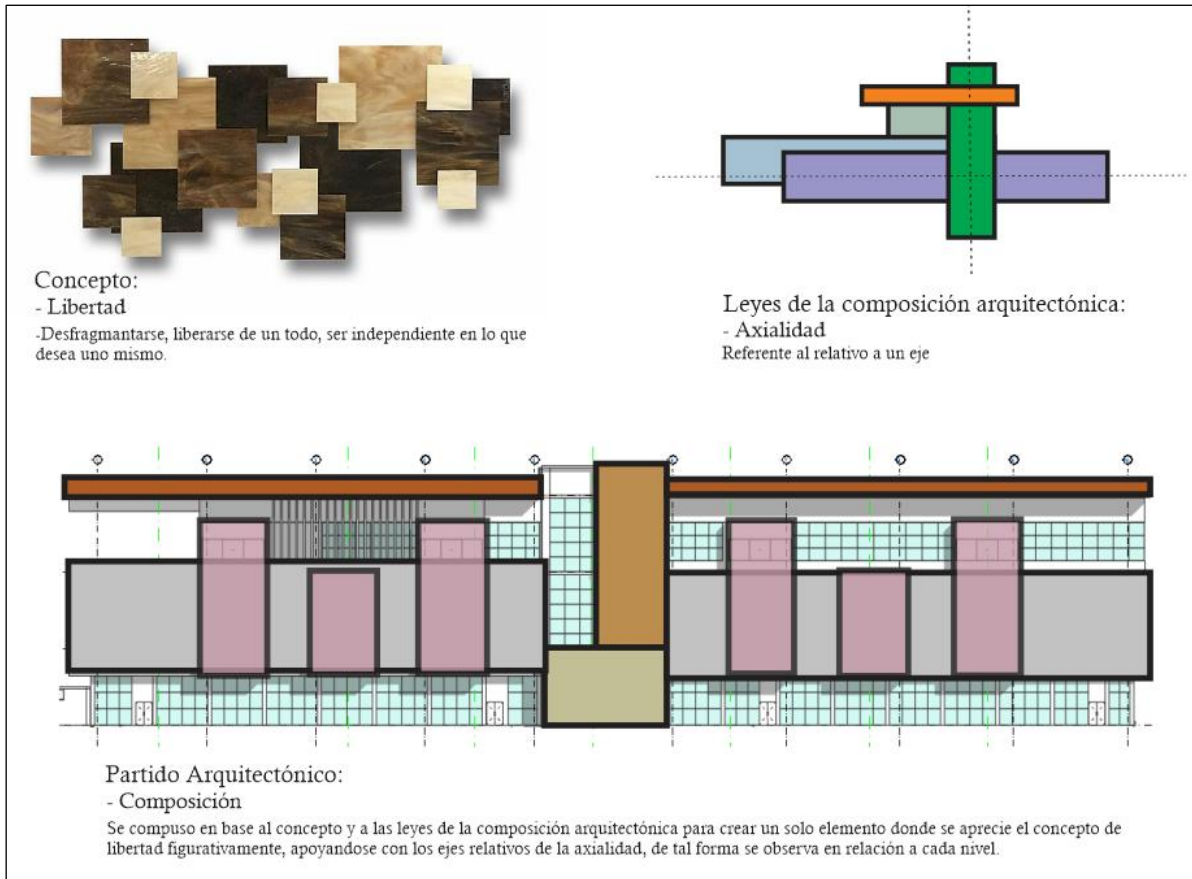 Concepto:
- Libertad
-Desfragmantarse, liberarse de un todo, ser independiente en lo que
desea uno mismo.
Leyes de la composición arquitectónica:
- Axialidad
Referente al relativo a un eje
Partido Arquitectónico:
- Composición
Se compuso en base al concepto y a las leyes de la composición arquitectónica para crear un solo elemento donde se aprecie el concepto de
libertad figurativamente, apoyandose con los ejes relativos de la axialidad, de tal forma se observa en relación a cada nivel.